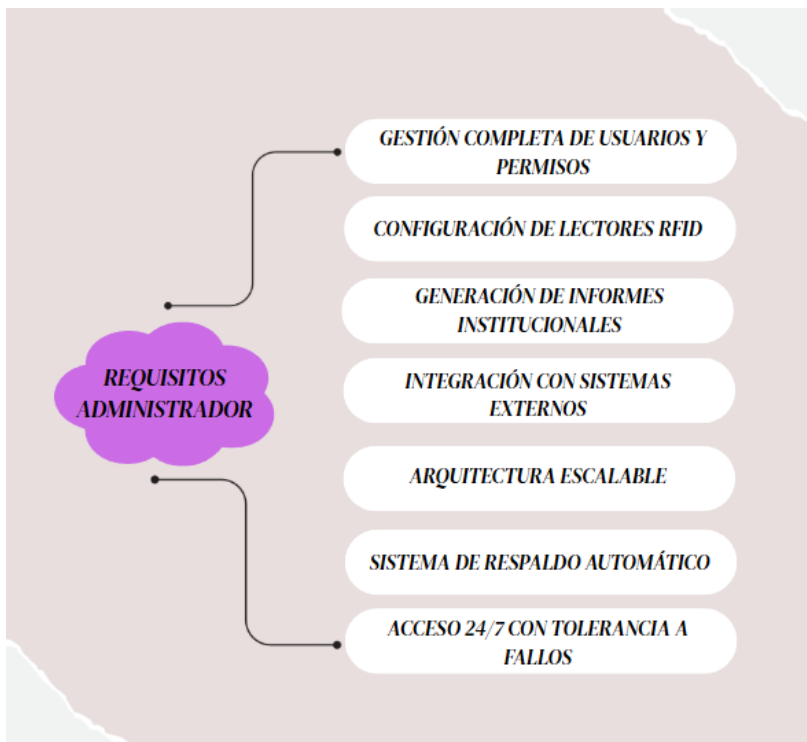 GESTIÓN COMPLETA DE USUARIOS Y
PERMISOS
CONFIGURACIÓN DE LECTORES RFID
GENERACIÓN DE INFORMES
INSTITUCIONALES
REQUISITOS
ADMINISTRADOR
INTEGRACIÓN CON SISTEMAS
EXTERNOS
ARQUITECTURA ESCALABLE
SISTEMA DE RESPALDO AUTOMÁTICO
ACCESO 24/7 CON TOLERANCIA A
FALLOS